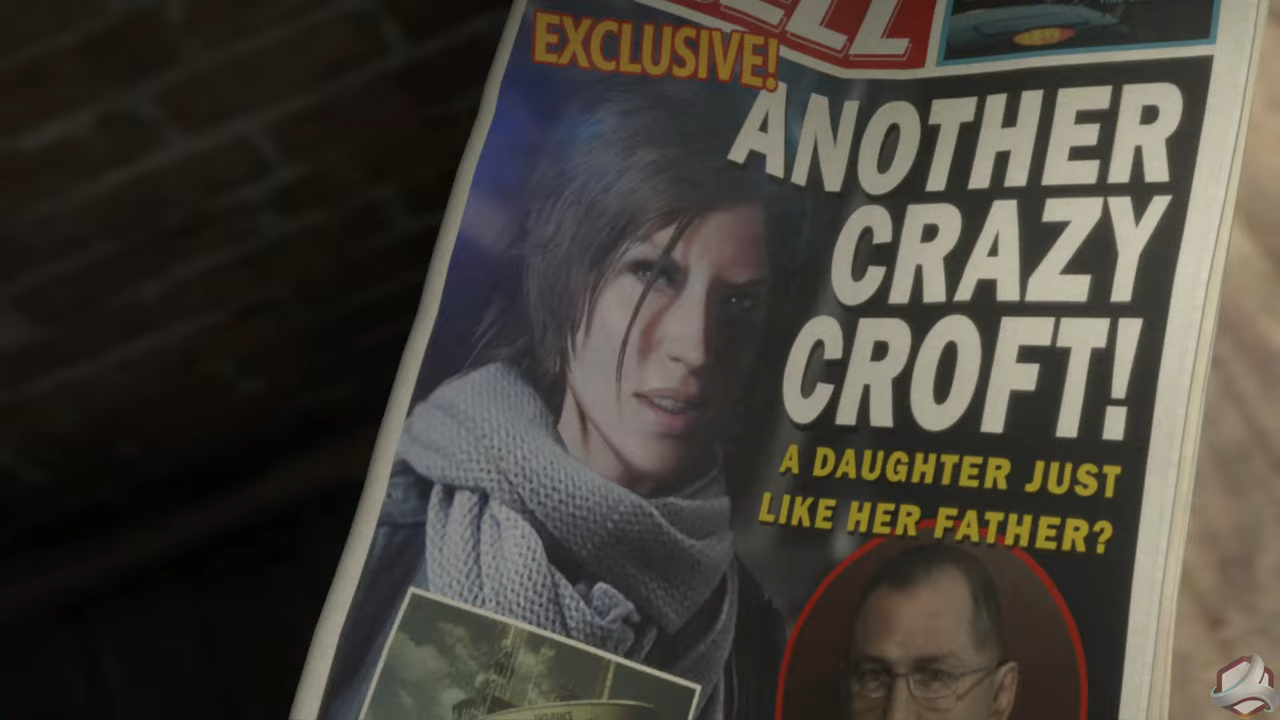 EXCLUSIVE!
ANOTHER
CRAZY
CROFT!
A DAUGHTER JUST
LIKE HER FATHER?